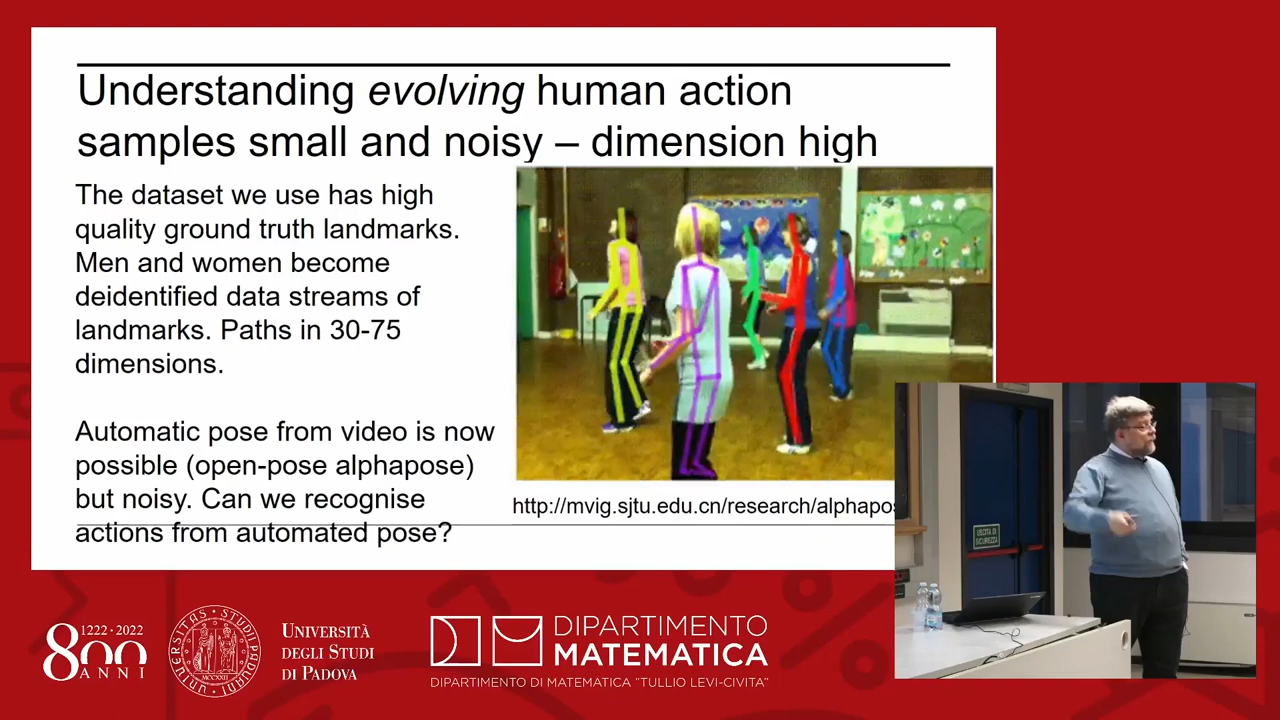 Understanding evolving human action
samples small and noisy – dimension high
The dataset we use has high
quality ground truth landmarks.
Men and women become
deidentified data streams of
landmarks. Paths in 30-75
dimensions.
Automatic pose from video is now
possible (open-pose alphapose)
but noisy. Can we recognise
actions from automated pose?
http://mvig.sjtu.edu.cn/research/alphapos
USCITA DI
SICUREZZA
1222·2022
800
ANNI
UNIVERSITÀ
DEGLI STUDI
DI PADOVA
DIPARTIMENTO
MATEMATICA
DIPARTIMENTO DI MATEMATICA “TULLIO LEVI-CIVITA”